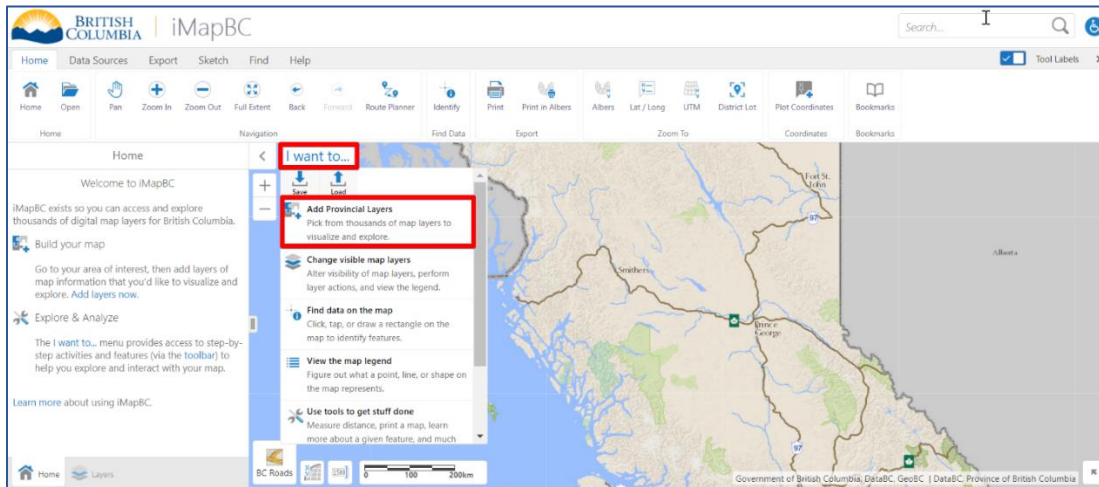 BRITISH
COLUMBIA
iMapBC
Search...
Home Data Sources Export Sketch Find Help
Tool Labels
Home Open Pan Zoom In Zoom Out Full Extent Back Forward Route Planner Identify Print Print in Albers Albers Lat / Long UTM District Lot Plot Coordinates Bookmarks
Home Navigation Find Data Export Zoom To Coordinates Bookmarks
Home
Welcome to iMapBC
iMapBC exists so you can access and explore
thousands of digital map layers for British Columbia.
Build your map
Go to your area of interest, then add layers of
map information that you'd like to visualize and
explore. Add layers now.
Explore & Analyze
The I want to... menu provides access to step-by-
step activities and features (via the toolbar) to
help you explore and interact with your map.
Learn more about using iMapBC.
Home Layers
I want to...
Save Load
Add Provincial Layers
Pick from thousands of map layers to
visualize and explore.
Change visible map layers
Alter visibility of map layers, perform
layer actions, and view the legend.
Find data on the map
Click, tap, or draw a rectangle on the
map to identify features.
View the map legend
Figure out what a point, line, or shape on
the map represents.
Use tools to get stuff done
Measure distance, print a map, learn
more about a given feature, and much
BC Roads
0 100 200km
Fort St.
John
97
Smithers
Prince
George
Alberta
97
Government of British Columbia, DataBC, GeoBC | DataBC, Province of British Columbia